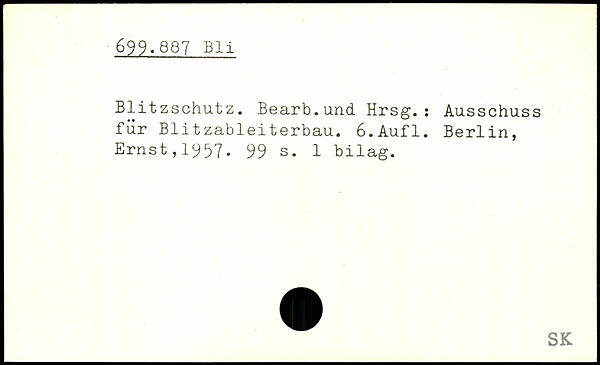 699.887 Bli
Blitzschutz. Bearb.und Hrsg.: Ausschuss
für Blitzableiterbau. 6.Aufl. Berlin,
Ernst,1957. 99 s. 1 bilag.
SK